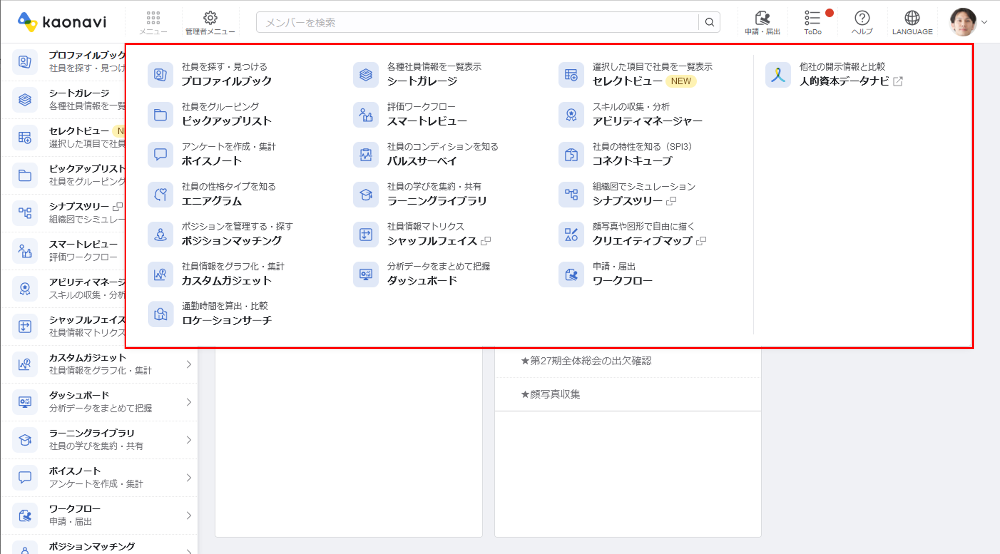 kaonavi
メニュー
管理者メニュー
メンバーを検索
申請・届出
ToDo
ヘルプ
LANGUAGE
プロファイルブック
社員を探す・見つけ
シートガレージ
各種社員情報を一覧
セレクトビュー N
選択した項目で社員
ピックアップリスト
社員をグルーピング
シナプスツリー
組織図でシミュレー
スマートレビュー
評価ワークフロー
アビリティマネージ
スキルの収集・分析
シャッフルフェイス
社員情報マトリクス
カスタムガジェット
社員情報をグラフ化・集計
ダッシュボード
分析データをまとめて把握
ラーニングライブラリ
社員の学びを集約・共有
ボイスノート
アンケートを作成・集計
ワークフロー
申請・届出
ポジションマッチング
社員を探す・見つける
プロファイルブック
各種社員情報を一覧表示
シートガレージ
選択した項目で社員を一覧表示
セレクトビュー NEW
他社の開示情報と比較
人的資本データナビ
社員をグルーピング
ピックアップリスト
評価ワークフロー
スマートレビュー
スキルの収集・分析
アビリティマネージャー
アンケートを作成・集計
ボイスノート
社員のコンディションを知る
パルスサーベイ
社員の特性を知る（SPI3）
コネクトキューブ
社員の性格タイプを知る
エニアグラム
社員の学びを集約・共有
ラーニングライブラリ
組織図でシミュレーション
シナプスツリー
ポジションを管理する・探す
ポジションマッチング
社員情報マトリクス
シャッフルフェイス
顔写真や図形で自由に描く
クリエイティブマップ
社員情報をグラフ化・集計
カスタムガジェット
分析データをまとめて把握
ダッシュボード
申請・届出
ワークフロー
通勤時間を算出・比較
ロケーションサーチ
★第27期全体総会の出欠確認
★顔写真収集